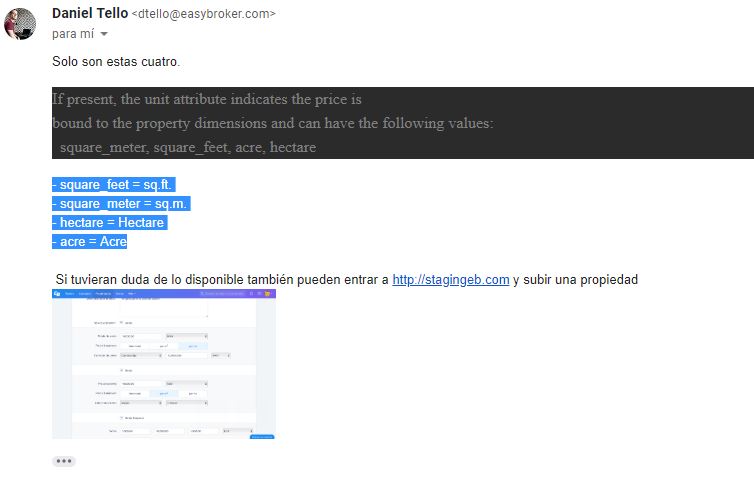 Daniel Tello <dtello@easybroker.com>
para mí
Solo son estas cuatro.
If present, the unit attribute indicates the price is
bound to the property dimensions and can have the following values:
square_meter, square_feet, acre, hectare
- square_feet = sq.ft.
- square_meter = sq.m.
- hectare = Hectare
- acre = Acre
Si tuvieran duda de lo disponible también pueden entrar a http://stagingeb.com y subir una propiedad